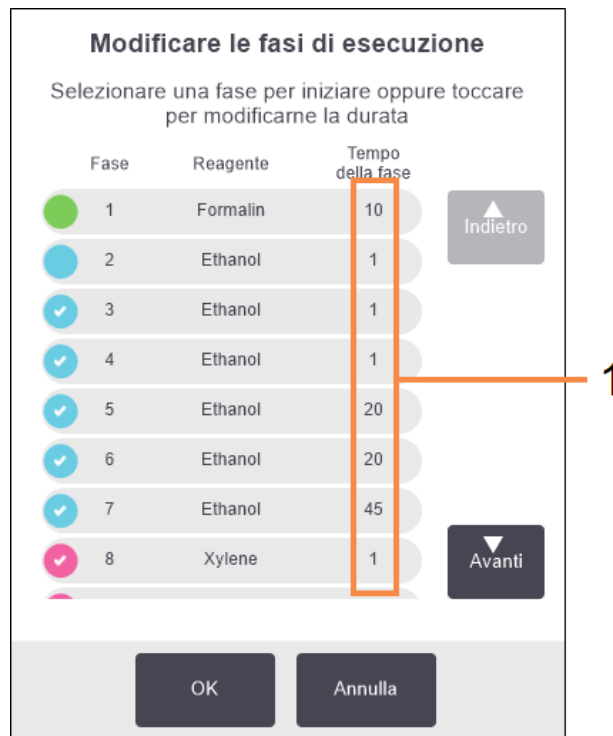 Modificare le fasi di esecuzione
Selezionare una fase per iniziare oppure toccare
per modificarne la durata
Fase Reagente Tempo
della fase
1 Formalin 10
Indietro
2 Ethanol 1
3 Ethanol 1
4 Ethanol 1
1
5 Ethanol 20
6 Ethanol 20
7 Ethanol 45
8 Xylene 1
Avanti
OK Annulla